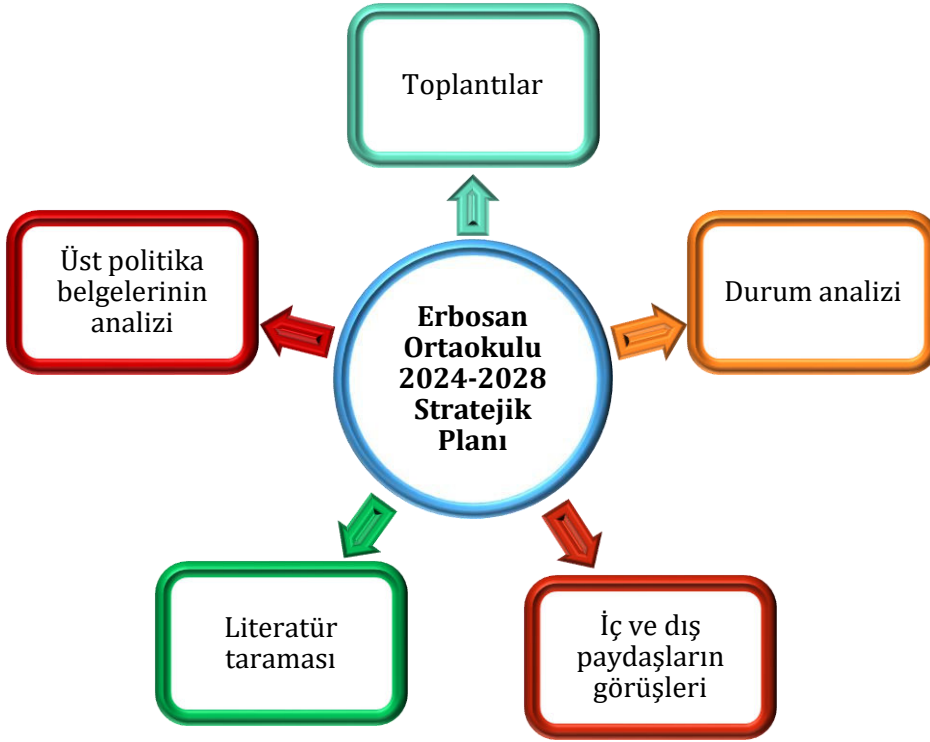 Toplantılar
Üst politika
belgelerinin
analizi
Durum analizi
Erbosan
Ortaokulu
2024-2028
Stratejik
Planı
Literatür
taraması
İç ve dış
paydaşların
görüşleri